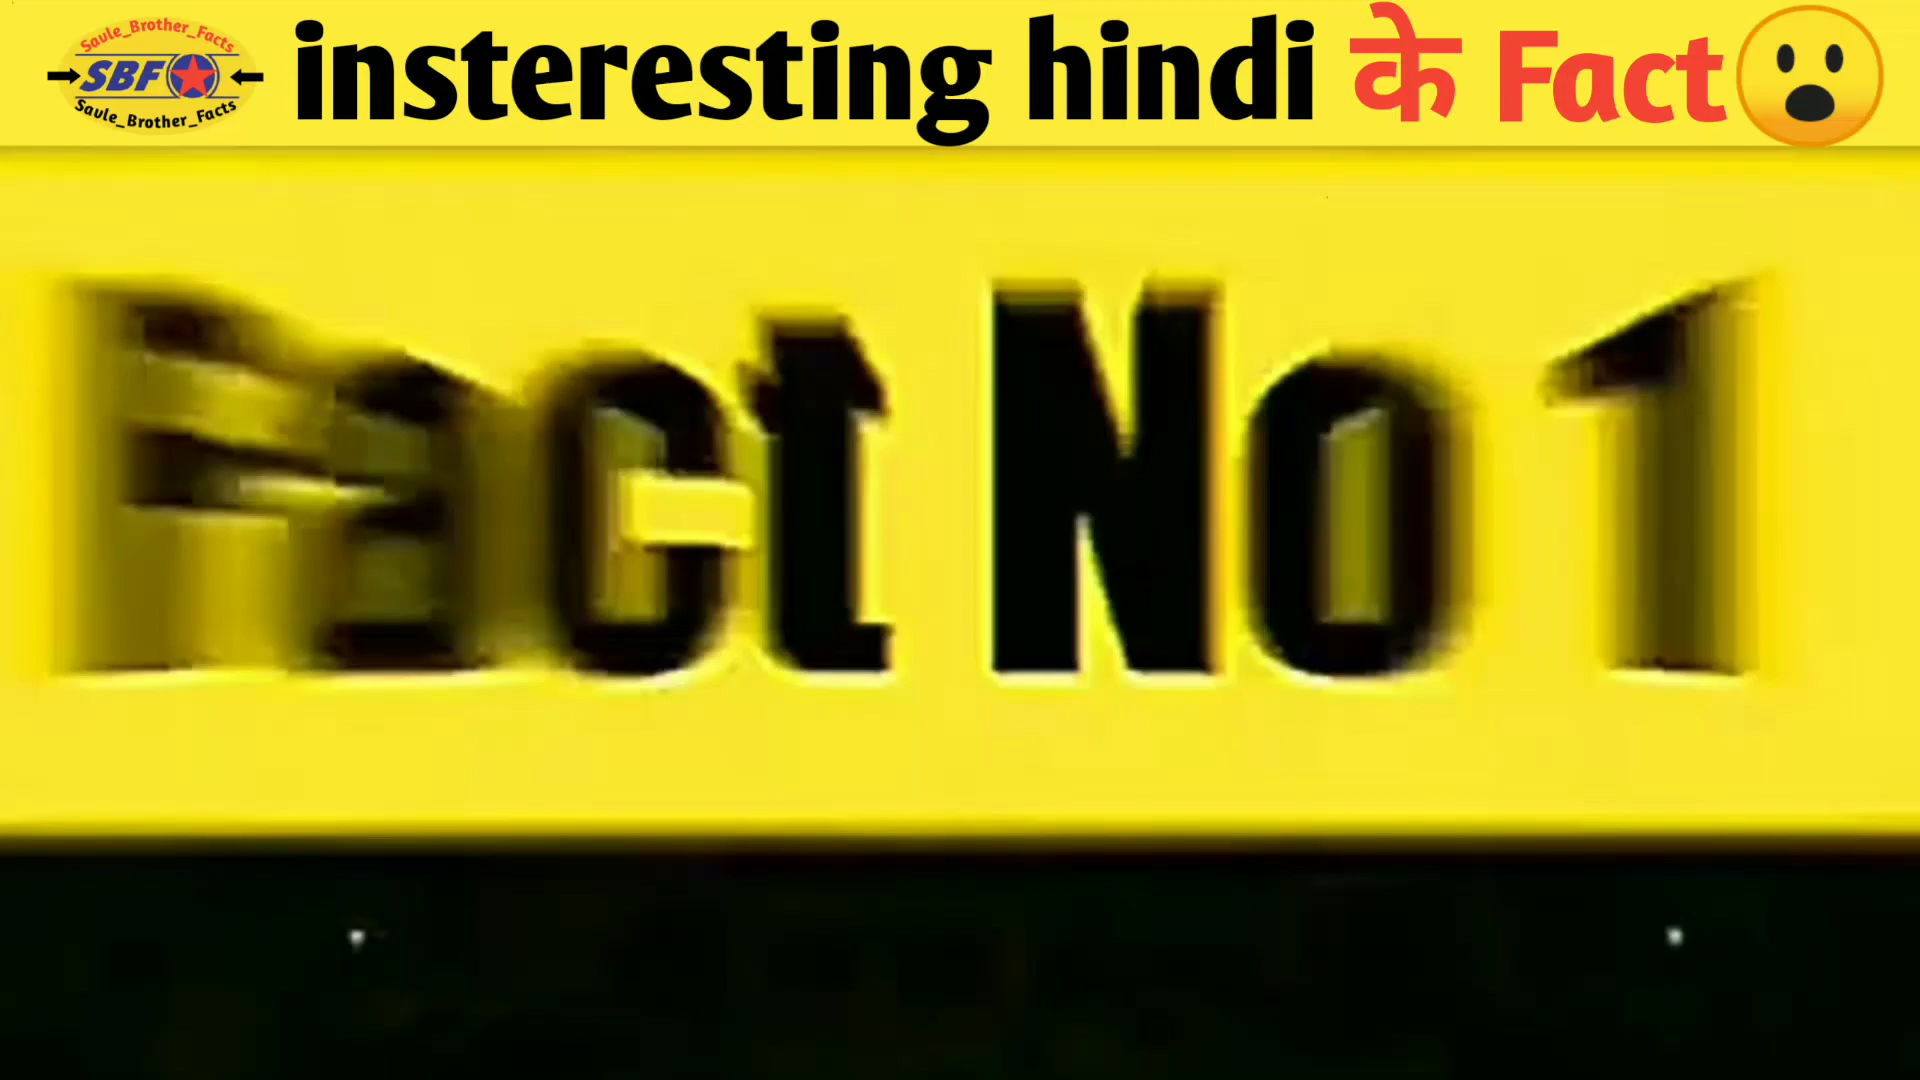 Saule_Brother_Facts
SBF
Saule_Brother_Facts
insteresting hindi के Fact
Fact No 1